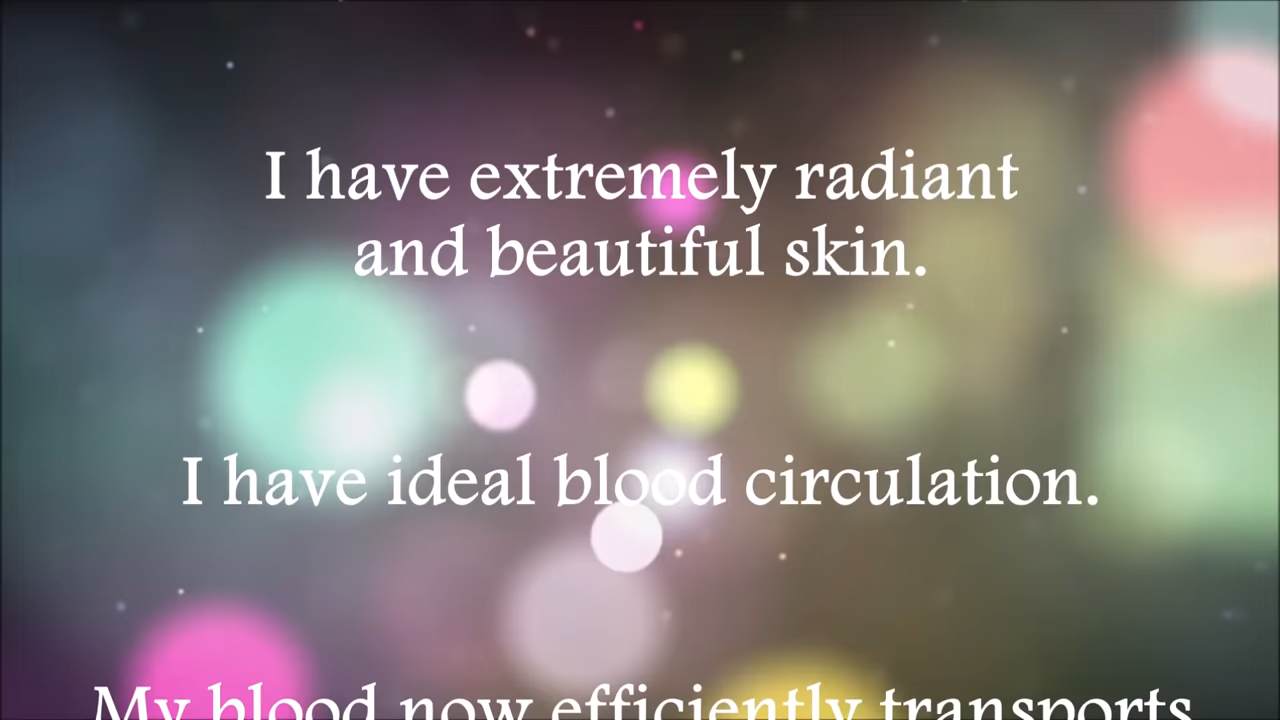 I have extremely radiant
and beautiful skin.
I have ideal blood circulation.
My blood now efficiently transports